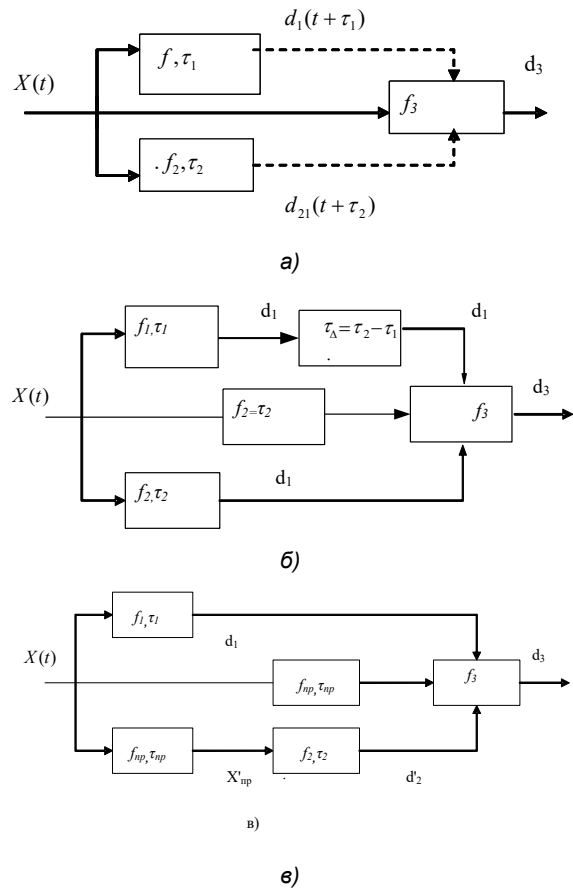 d₁(t + τ₁)
X(t)
f , τ₁
d₃
f₃
. f₂, τ₂
d₂₁(t + τ₂)
а)
f₁,τ₁
d₁
τ_Δ = τ₂ – τ₁
.
d₁
X(t)
f₂=τ₂
f₃
d₃
f₂,τ₂
d₁
б)
f₁,τ₁
d₁
X(t)
f₃
d₃
fпр,τпр
fпр,τпр
X'пр
f₂,τ₂
.
d'₂
в)
в)